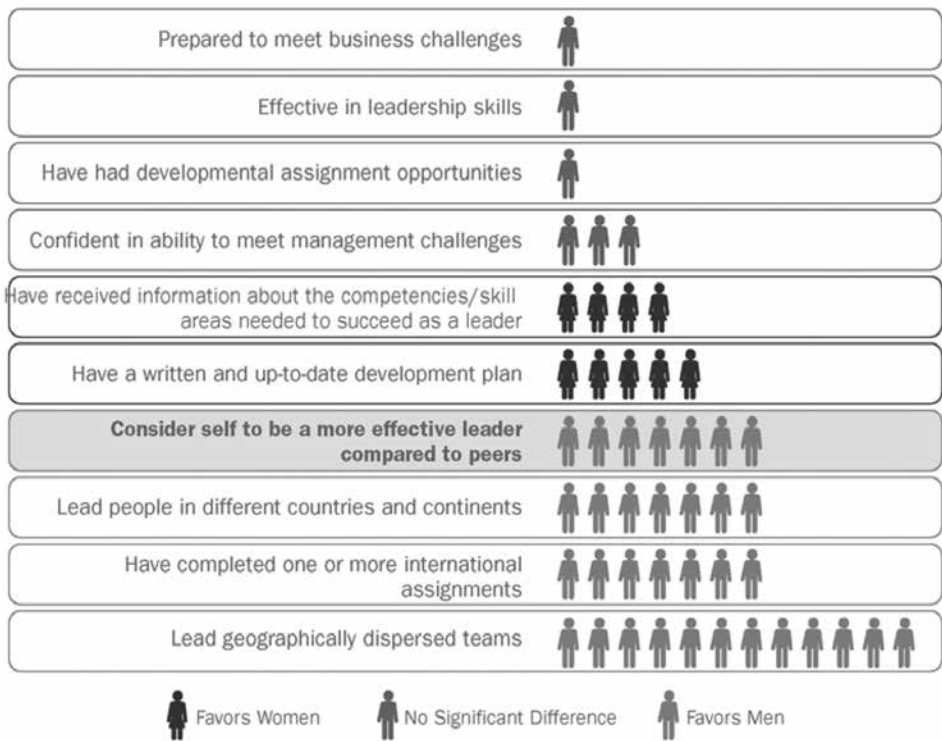 Prepared to meet business challenges
Effective in leadership skills
Have had developmental assignment opportunities
Confident in ability to meet management challenges
Have received information about the competencies/skill
areas needed to succeed as a leader
Have a written and up-to-date development plan
Consider self to be a more effective leader
compared to peers
Lead people in different countries and continents
Have completed one or more international
assignments
Lead geographically dispersed teams
Favors Women
No Significant Difference
Favors Men